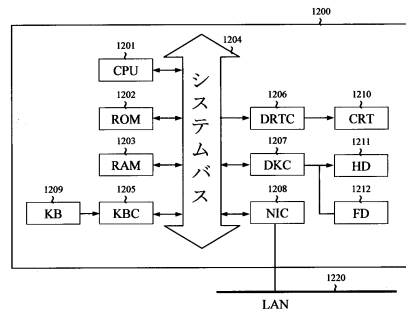 1200
1201
CPU
1204
システムバス
1202
ROM
1206
DRTC
1210
CRT
1203
RAM
1207
DKC
1211
HD
1209
KB
1205
KBC
1208
NIC
1212
FD
1220
LAN